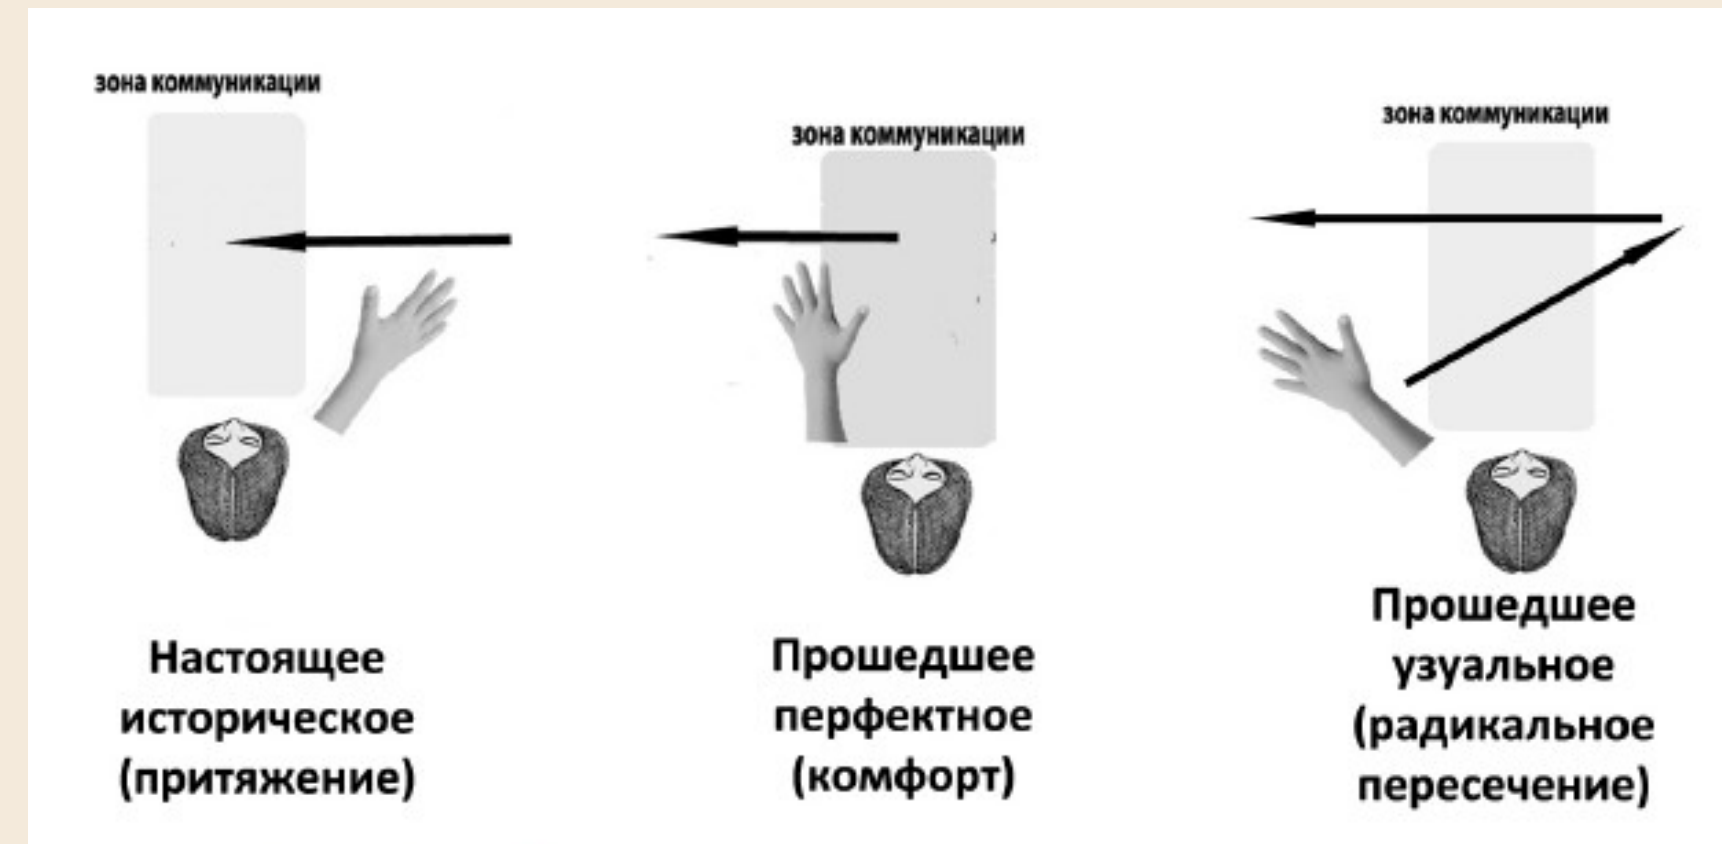 зона коммуникации
Настоящее
историческое
(притяжение)
зона коммуникации
Прошедшее
перфектное
(комфорт)
зона коммуникации
Прошедшее
узуальное
(радикальное
пересечение)